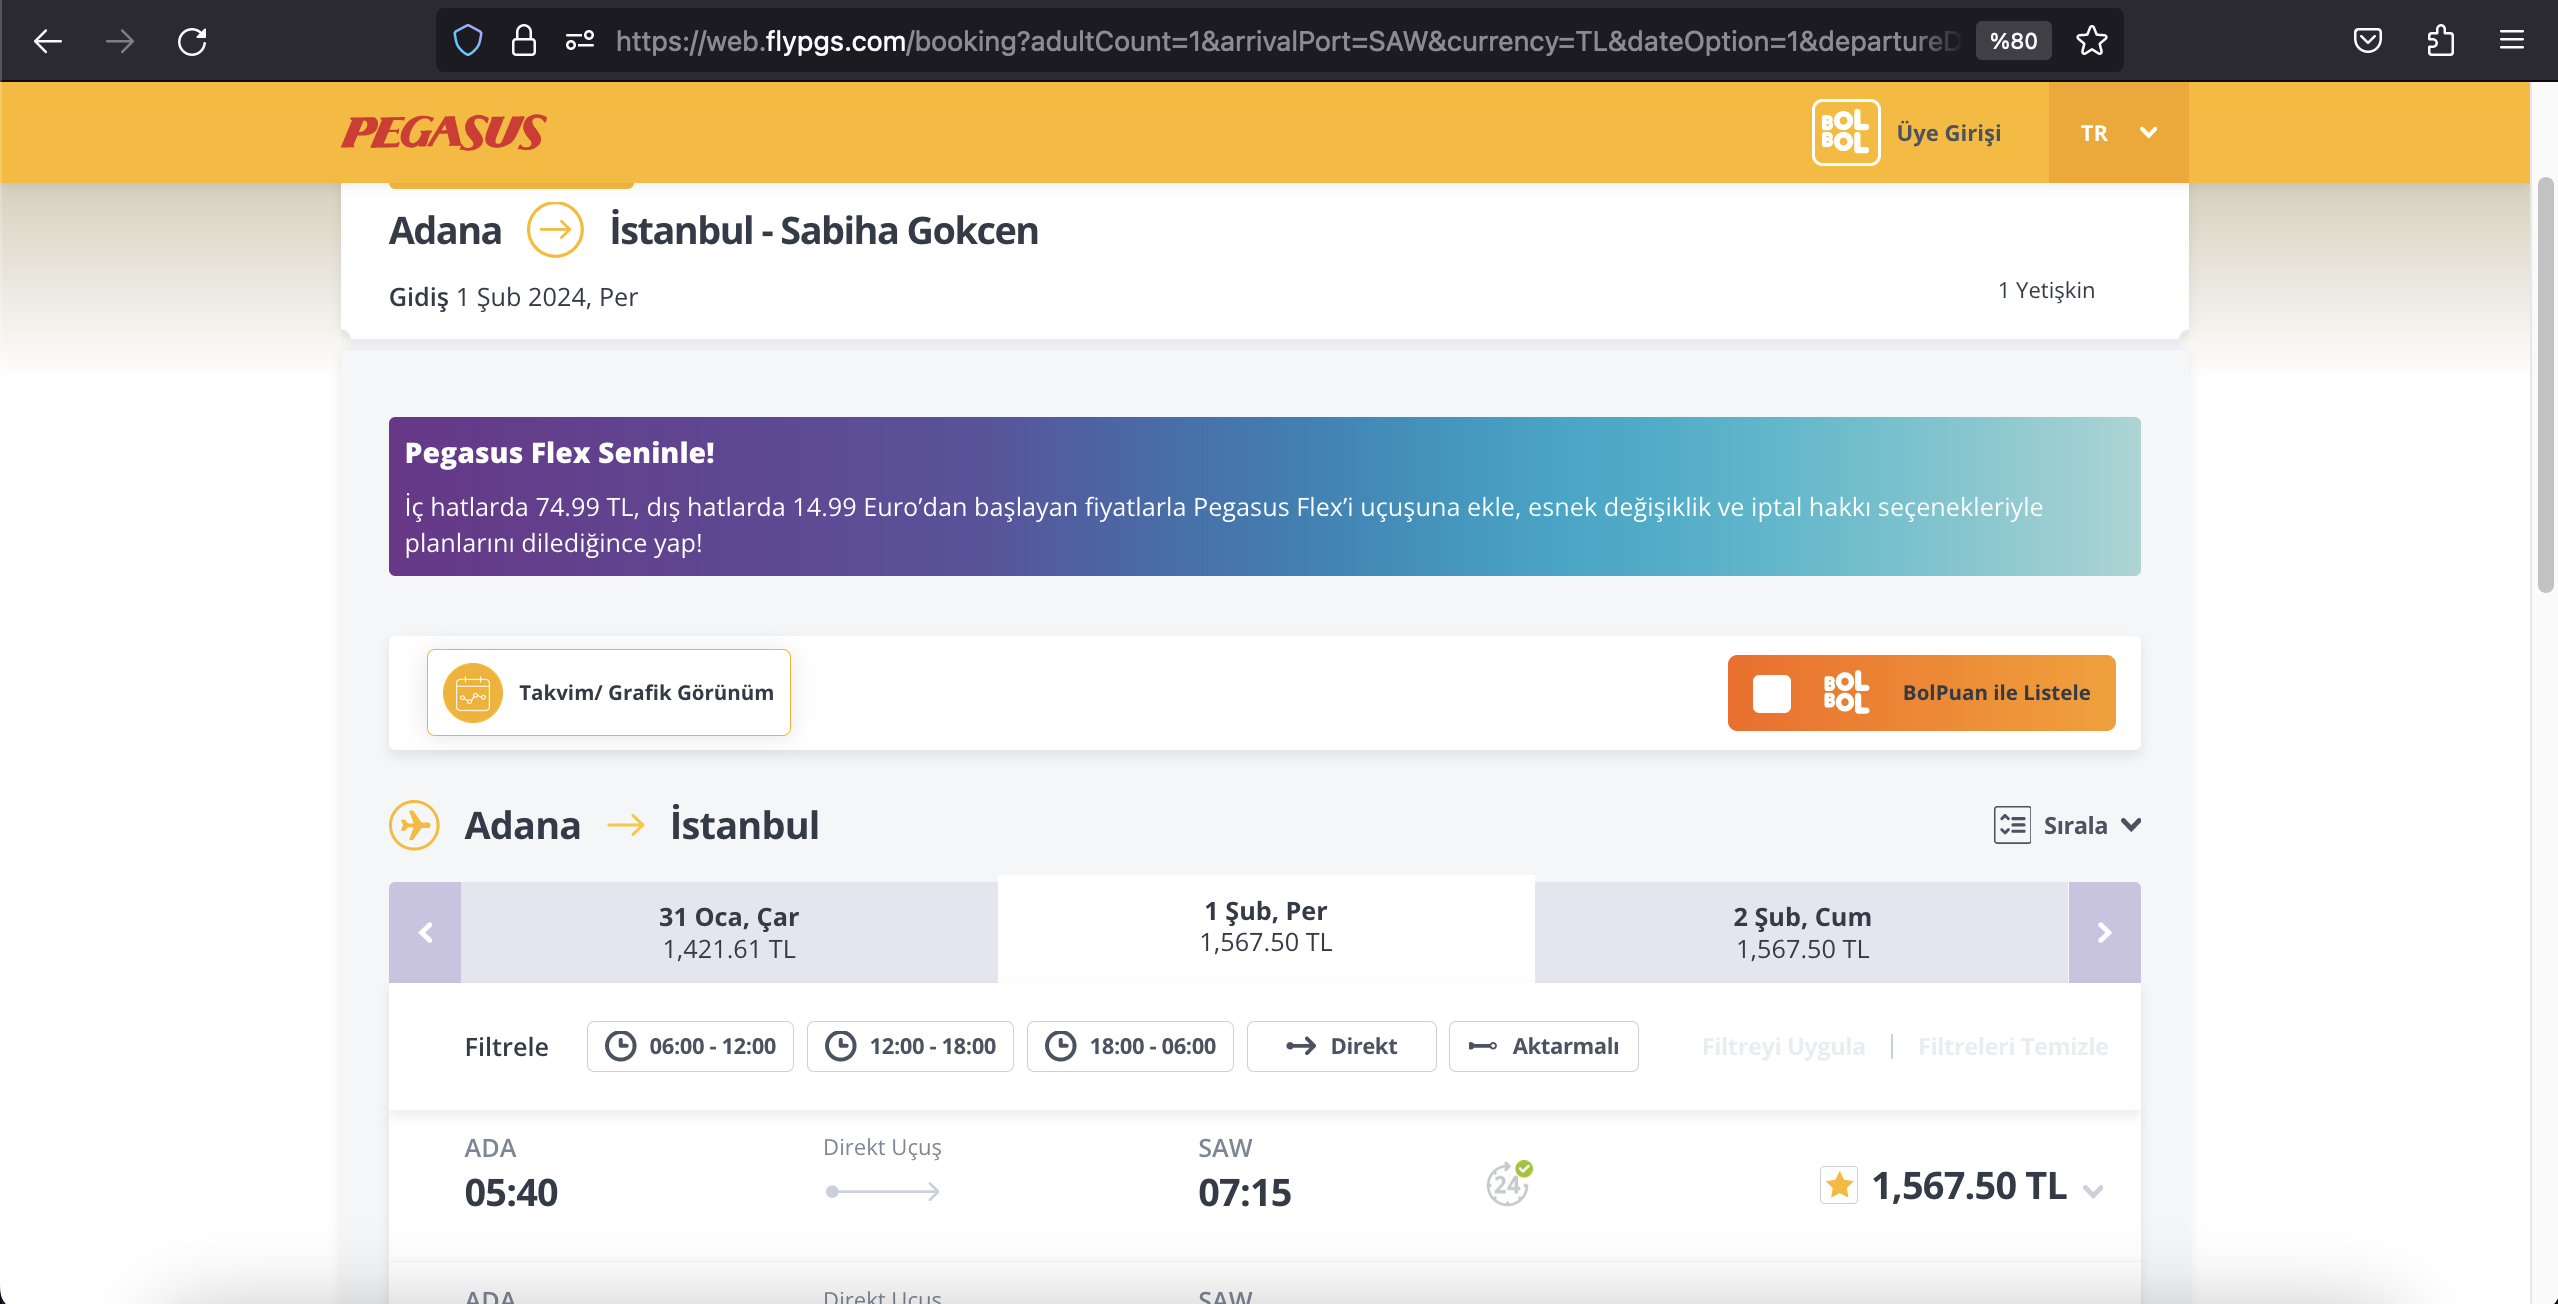 https://web.flypgs.com/booking?adultCount=1&arrivalPort=SAW&currency=TL&dateOption=1&departureD
%80
PEGASUS
BOL BOL
Üye Girişi
TR
Adana İstanbul - Sabiha Gokcen
Gidiş 1 Şub 2024, Per
1 Yetişkin
Pegasus Flex Seninle!
İç hatlarda 74.99 TL, dış hatlarda 14.99 Euro’dan başlayan fiyatlarla Pegasus Flex’i uçuşuna ekle, esnek değişiklik ve iptal hakkı seçenekleriyle
planlarını dilediğince yap!
Takvim/ Grafik Görünüm
BOL BOL
BolPuan ile Listele
Adana İstanbul
Sırala
31 Oca, Çar
1,421.61 TL
1 Şub, Per
1,567.50 TL
2 Şub, Cum
1,567.50 TL
Filtrele
06:00 - 12:00
12:00 - 18:00
18:00 - 06:00
Direkt
Aktarmalı
Filtreyi Uygula
Filtreleri Temizle
ADA
05:40
Direkt Uçuş
SAW
07:15
24
1,567.50 TL
ADA
Direkt Uçuş
SAW